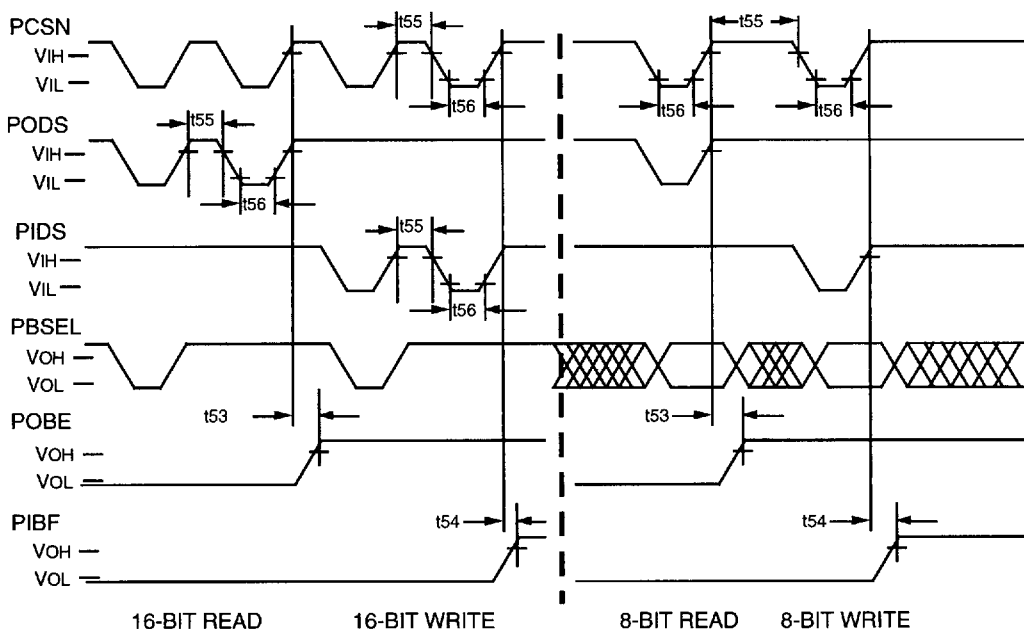 PCSN
VIH
VIL
t55
t56
t55
t56
t56
PODS
VIH
VIL
t55
t56
PIDS
VIH
VIL
t55
t56
PBSEL
VOH
VOL
POBE
VOH
VOL
t53
t53
PIBF
VOH
VOL
t54
t54
16-BIT READ 16-BIT WRITE 8-BIT READ 8-BIT WRITE